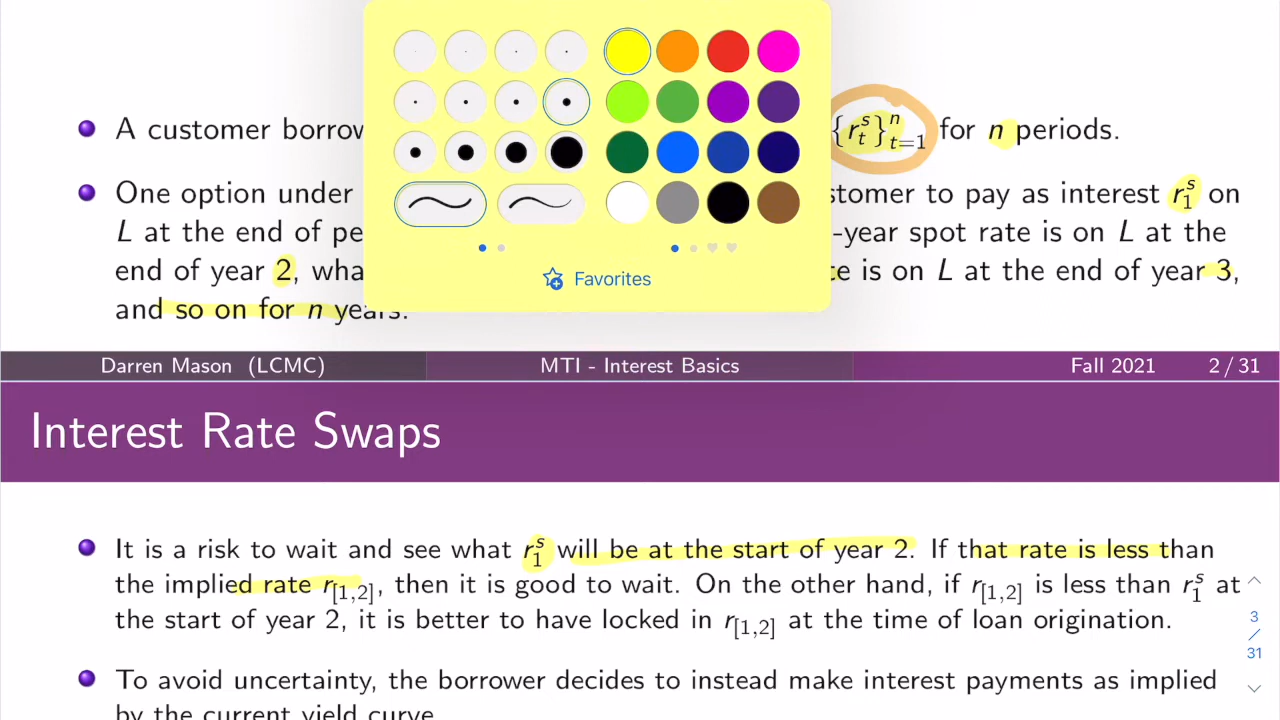 A customer borrow {r_t^s}_{t=1}^n for n periods.
One option under stomer to pay as interest r_1^s on
L at the end of pe -year spot rate is on L at the
end of year 2, wha e is on L at the end of year 3,
and so on for n years.
Favorites
Darren Mason (LCMC) MTI - Interest Basics Fall 2021 2 / 31
Interest Rate Swaps
It is a risk to wait and see what r_1^s will be at the start of year 2. If that rate is less than
the implied rate r_{[1,2]}, then it is good to wait. On the other hand, if r_{[1,2]} is less than r_1^s at
the start of year 2, it is better to have locked in r_{[1,2]} at the time of loan origination.
3 / 31
To avoid uncertainty, the borrower decides to instead make interest payments as implied
by the current yield curve